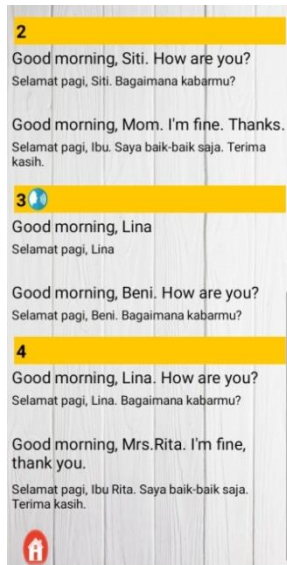 2
Good morning, Siti. How are you?
Selamat pagi, Siti. Bagaimana kabarmu?
Good morning, Mom. I'm fine. Thanks.
Selamat pagi, Ibu. Saya baik-baik saja. Terima
kasih.
3
Good morning, Lina
Selamat pagi, Lina
Good morning, Beni. How are you?
Selamat pagi, Beni. Bagaimana kabarmu?
4
Good morning, Lina. How are you?
Selamat pagi, Lina. Bagaimana kabarmu?
Good morning, Mrs.Rita. I'm fine,
thank you.
Selamat pagi, Ibu Rita. Saya baik-baik saja.
Terima kasih.